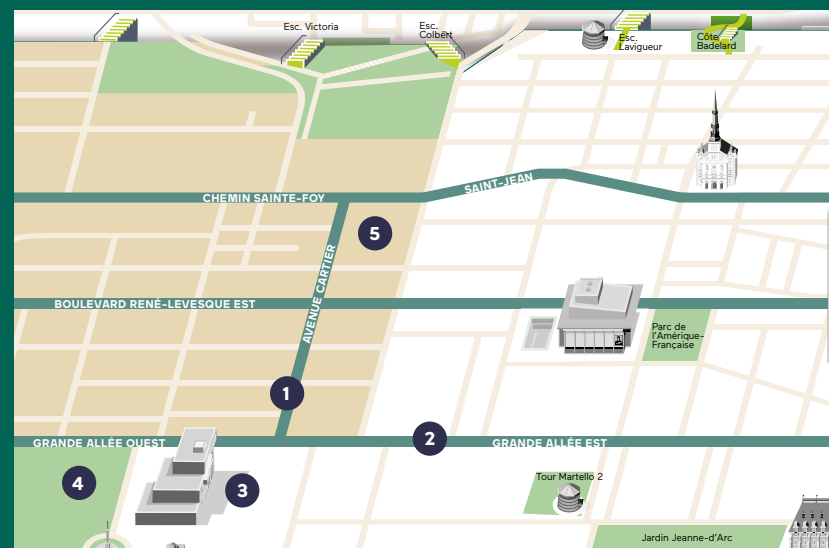 Esc. Victoria
Esc.
Colbert
Esc.
Lavigueur
Côte
Badelard
CHEMIN SAINTE-FOY
SAINT-JEAN
5
AVENUE CARTIER
BOULEVARD RENÉ-LEVESQUE EST
Parc de
l'Amérique-
Française
1
GRANDE ALLÉE OUEST
2
GRANDE ALLÉE EST
4
3
Tour Martello 2
Jardin Jeanne-d'Arc